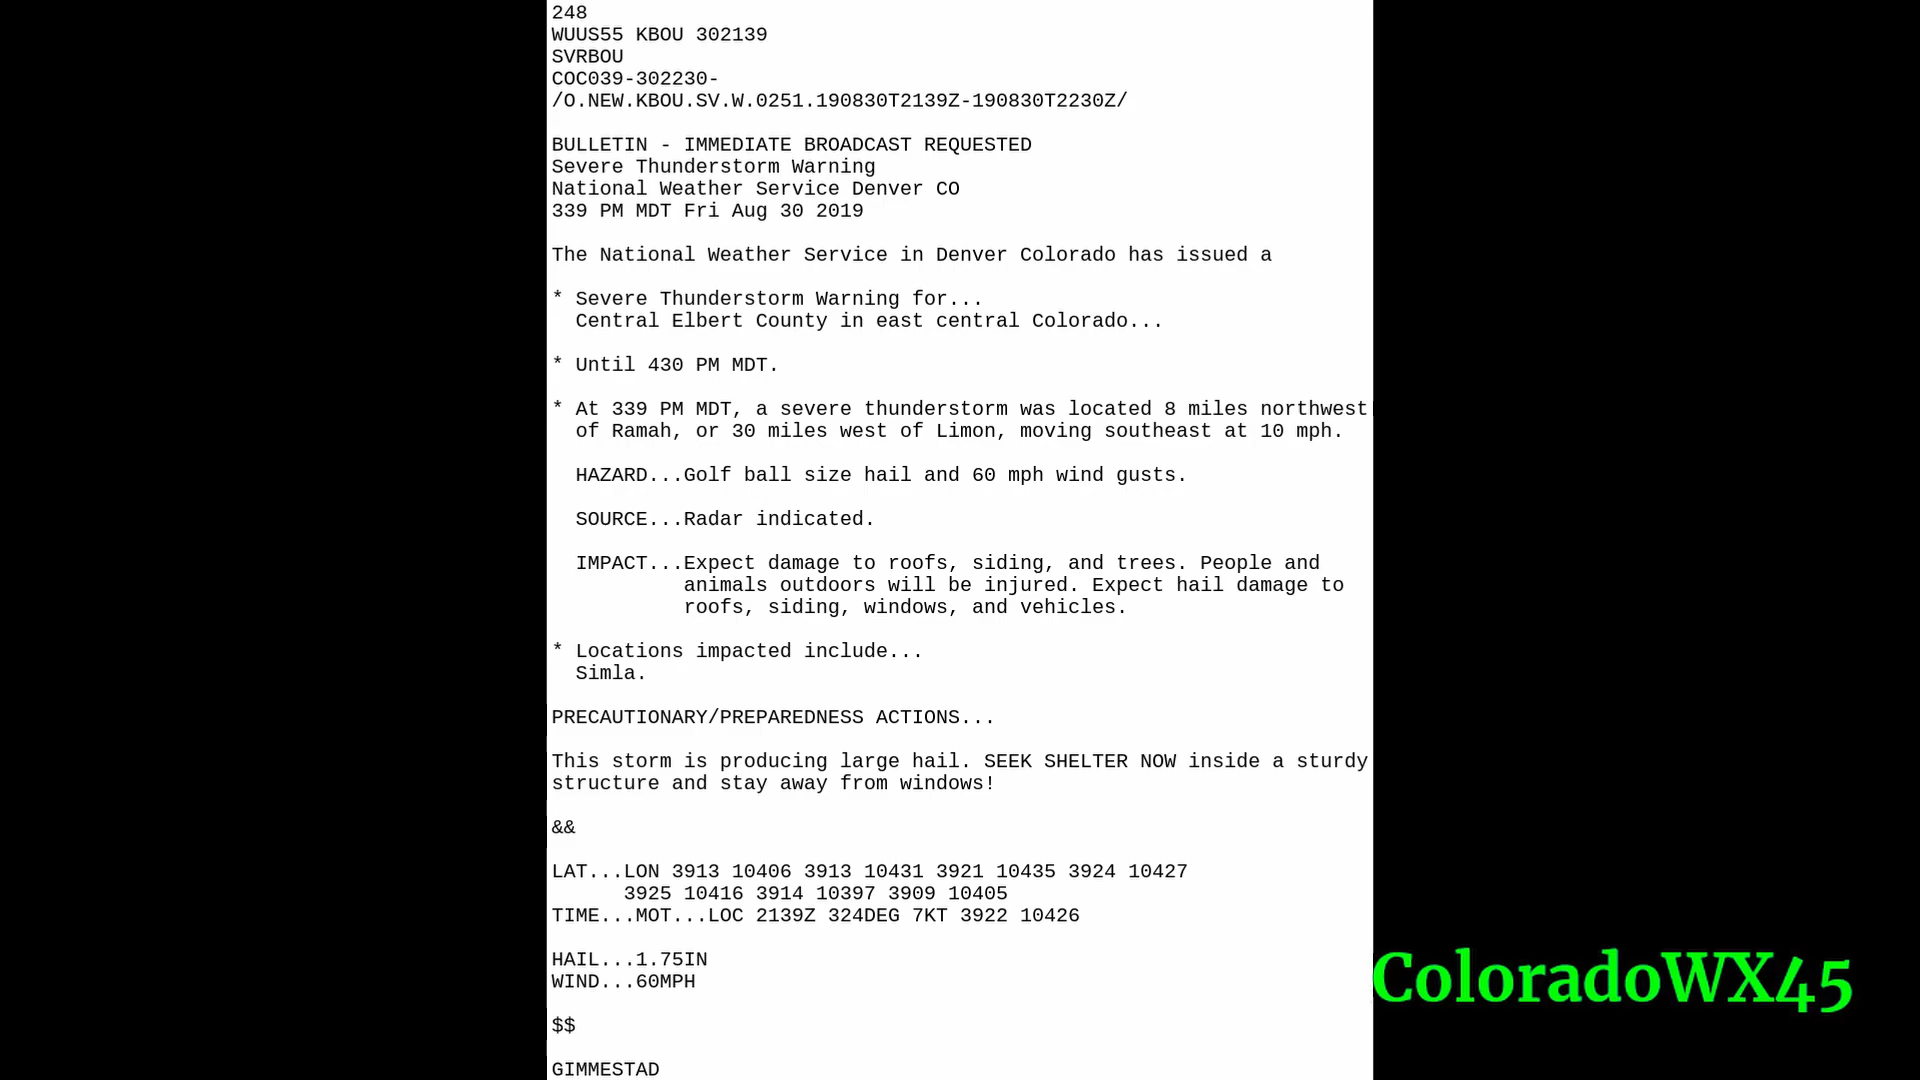 248
WUUS55 KBOU 302139
SVRBOU
COC039-302230-
/O.NEW.KBOU.SV.W.0251.190830T2139Z-190830T2230Z/
BULLETIN - IMMEDIATE BROADCAST REQUESTED
Severe Thunderstorm Warning
National Weather Service Denver CO
339 PM MDT Fri Aug 30 2019
The National Weather Service in Denver Colorado has issued a
* Severe Thunderstorm Warning for...
Central Elbert County in east central Colorado...
* Until 430 PM MDT.
* At 339 PM MDT, a severe thunderstorm was located 8 miles northwest
of Ramah, or 30 miles west of Limon, moving southeast at 10 mph.
HAZARD...Golf ball size hail and 60 mph wind gusts.
SOURCE...Radar indicated.
IMPACT...Expect damage to roofs, siding, and trees. People and
animals outdoors will be injured. Expect hail damage to
roofs, siding, windows, and vehicles.
* Locations impacted include...
Simla.
PRECAUTIONARY/PREPAREDNESS ACTIONS...
This storm is producing large hail. SEEK SHELTER NOW inside a sturdy
structure and stay away from windows!
&&
LAT...LON 3913 10406 3913 10431 3921 10435 3924 10427
3925 10416 3914 10397 3909 10405
TIME...MOT...LOC 2139Z 324DEG 7KT 3922 10426
HAIL...1.75IN
WIND...60MPH
$$
GIMMESTAD
ColoradoWX45